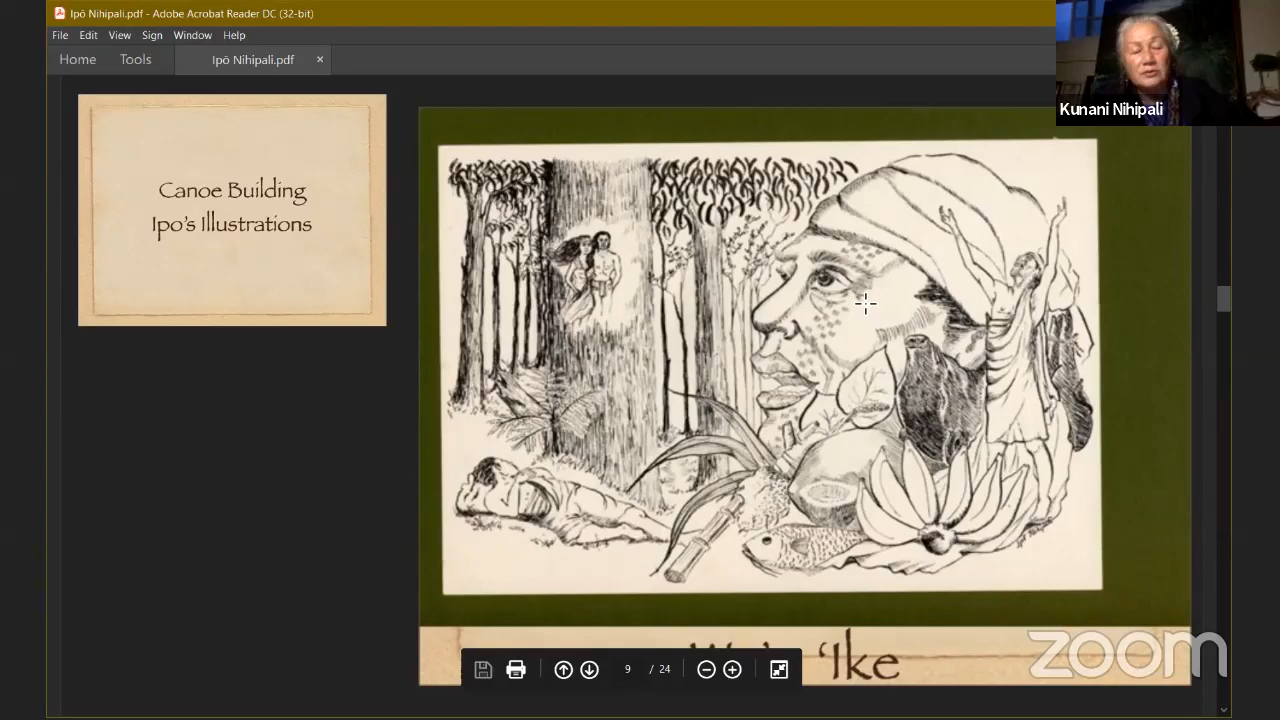 Ipō Nihipali.pdf - Adobe Acrobat Reader DC (32-bit)
File Edit View Sign Window Help
Home Tools Ipō Nihipali.pdf ×
Kunani Nihipali
Canoe Building
Ipo's Illustrations
'Ike
9 / 24
zoom